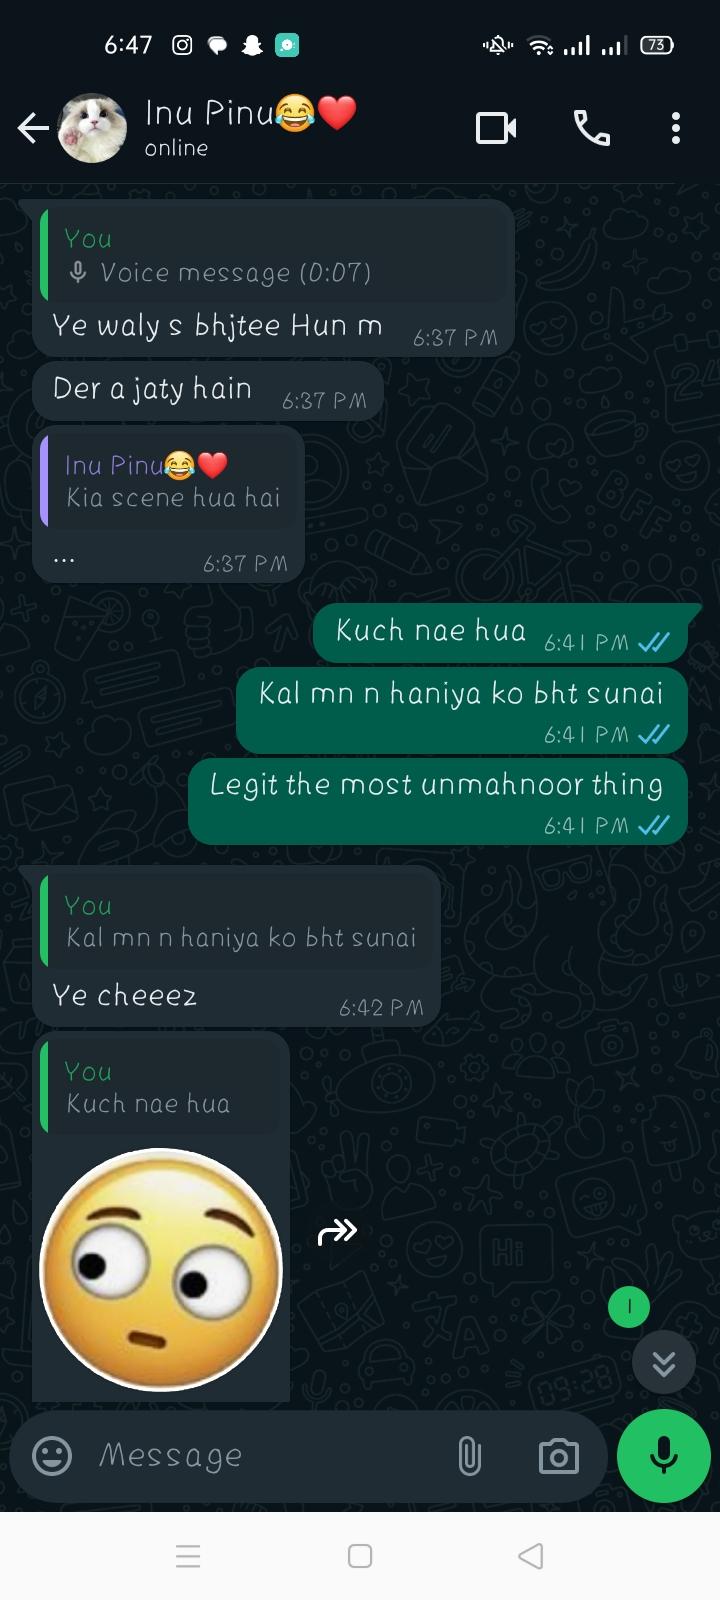 6:47
73
Inu Pinu😂❤️
online
You
Voice message (0:07)
Ye waly s bhjtee Hun m 6:37 PM
Der a jaty hain 6:37 PM
Inu Pinu😂❤️
Kia scene hua hai
... 6:37 PM
Kuch nae hua 6:41 PM
Kal mn n haniya ko bht sunai
6:41 PM
Legit the most unmahnoor thing
6:41 PM
You
Kal mn n haniya ko bht sunai
Ye cheeez 6:42 PM
You
Kuch nae hua
1
Message